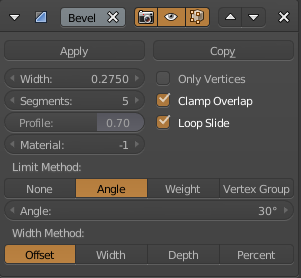 Bevel
Apply Copy
Width: 0.2750 Only Vertices
Segments: 5 Clamp Overlap
Profile: 0.70 Loop Slide
Material: -1
Limit Method:
None Angle Weight Vertex Group
Angle: 30°
Width Method:
Offset Width Depth Percent